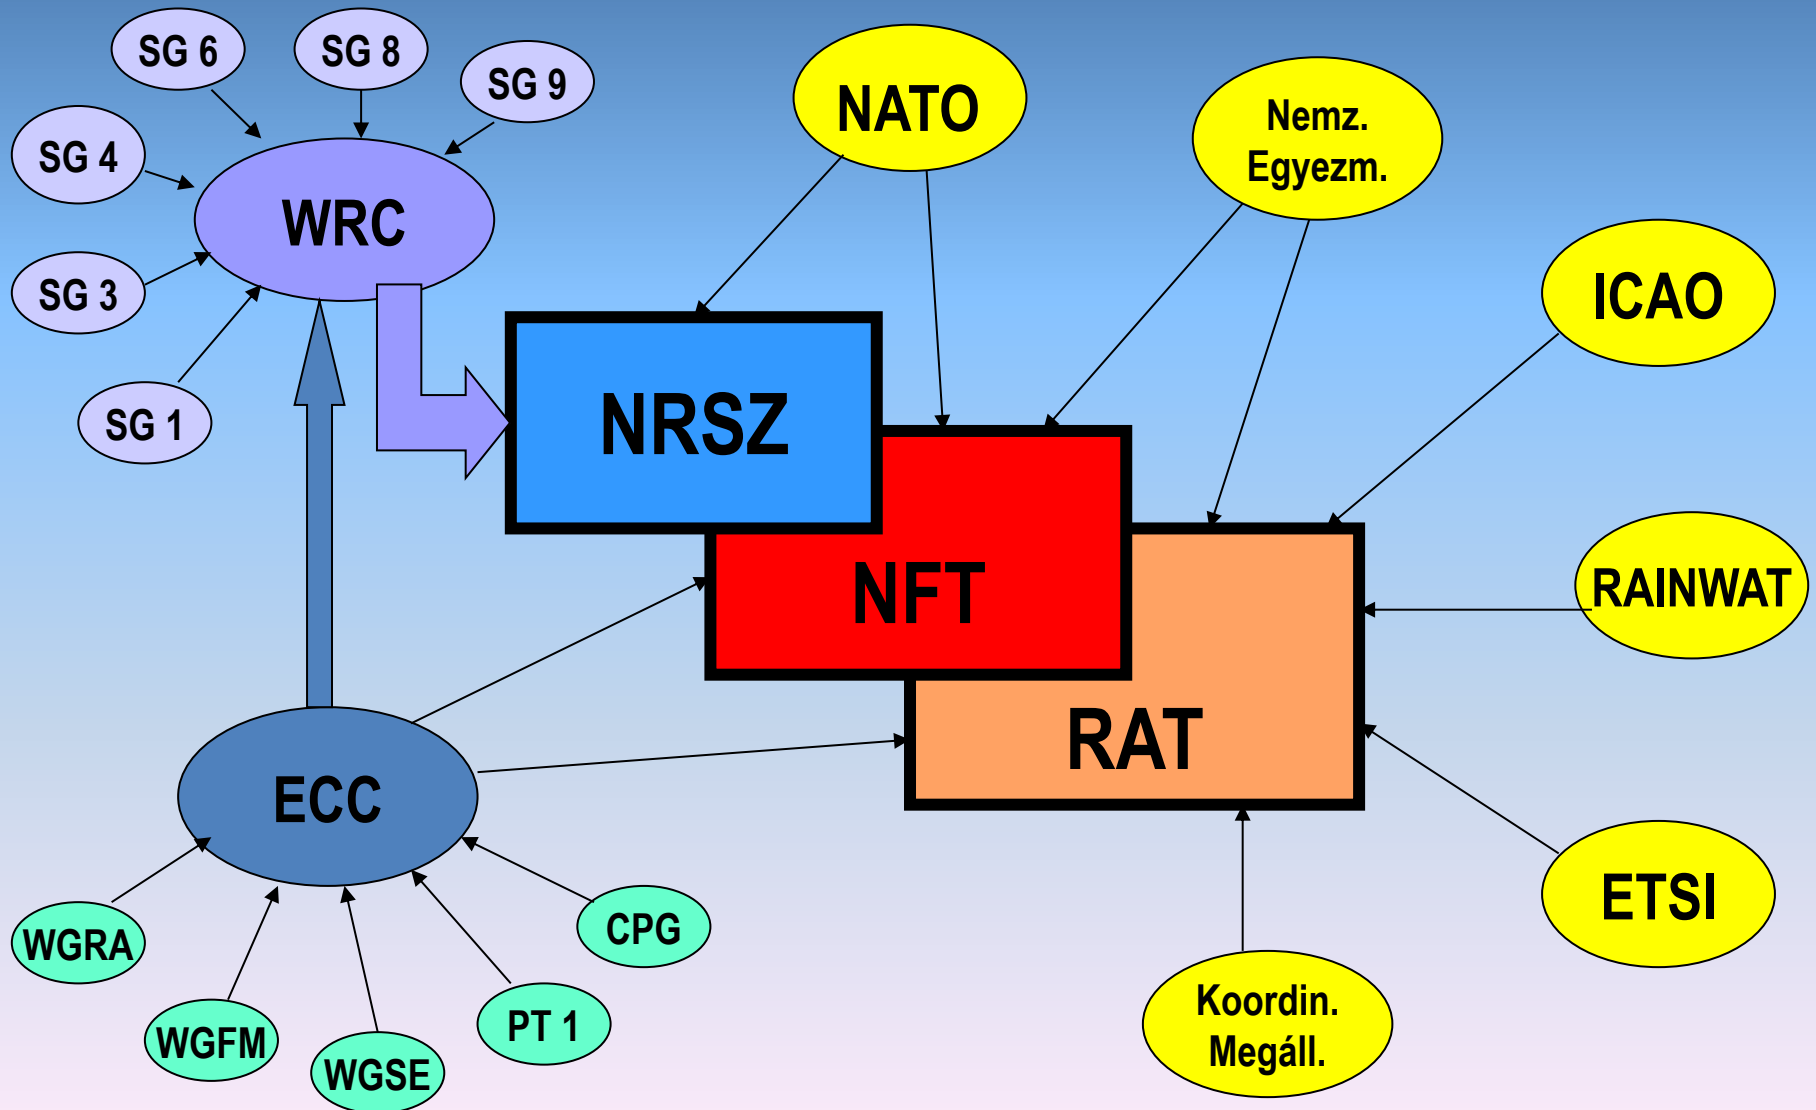 SG 6
SG 8
SG 9
NATO
Nemz.
Egyezm.
SG 4
WRC
ICAO
SG 3
SG 1
NRSZ
NFT
RAINWAT
RAT
ECC
ETSI
CPG
WGRA
Koordin.
Megáll.
PT 1
WGFM
WGSE